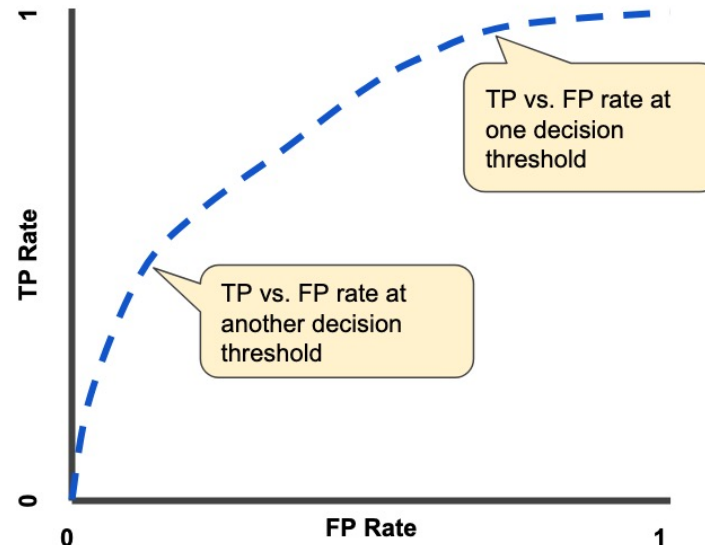 1
TP vs. FP rate at
one decision
threshold
TP Rate
TP vs. FP rate at
another decision
threshold
0
0
FP Rate
1